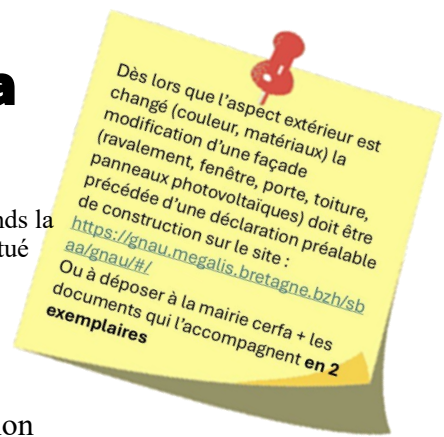 a
nds la
tué
on
Dès lors que l'aspect extérieur est
changé (couleur, matériaux) la
modification d'une façade
(ravalement, fenêtre, porte, toiture,
panneaux photovoltaïques) doit être
précédée d'une déclaration préalable
de construction sur le site :
https://gnau.megalis.bretagne.bzh/sb
aa/gnau/#/
Ou à déposer à la mairie cerfa + les
documents qui l'accompagnent en 2
exemplaires